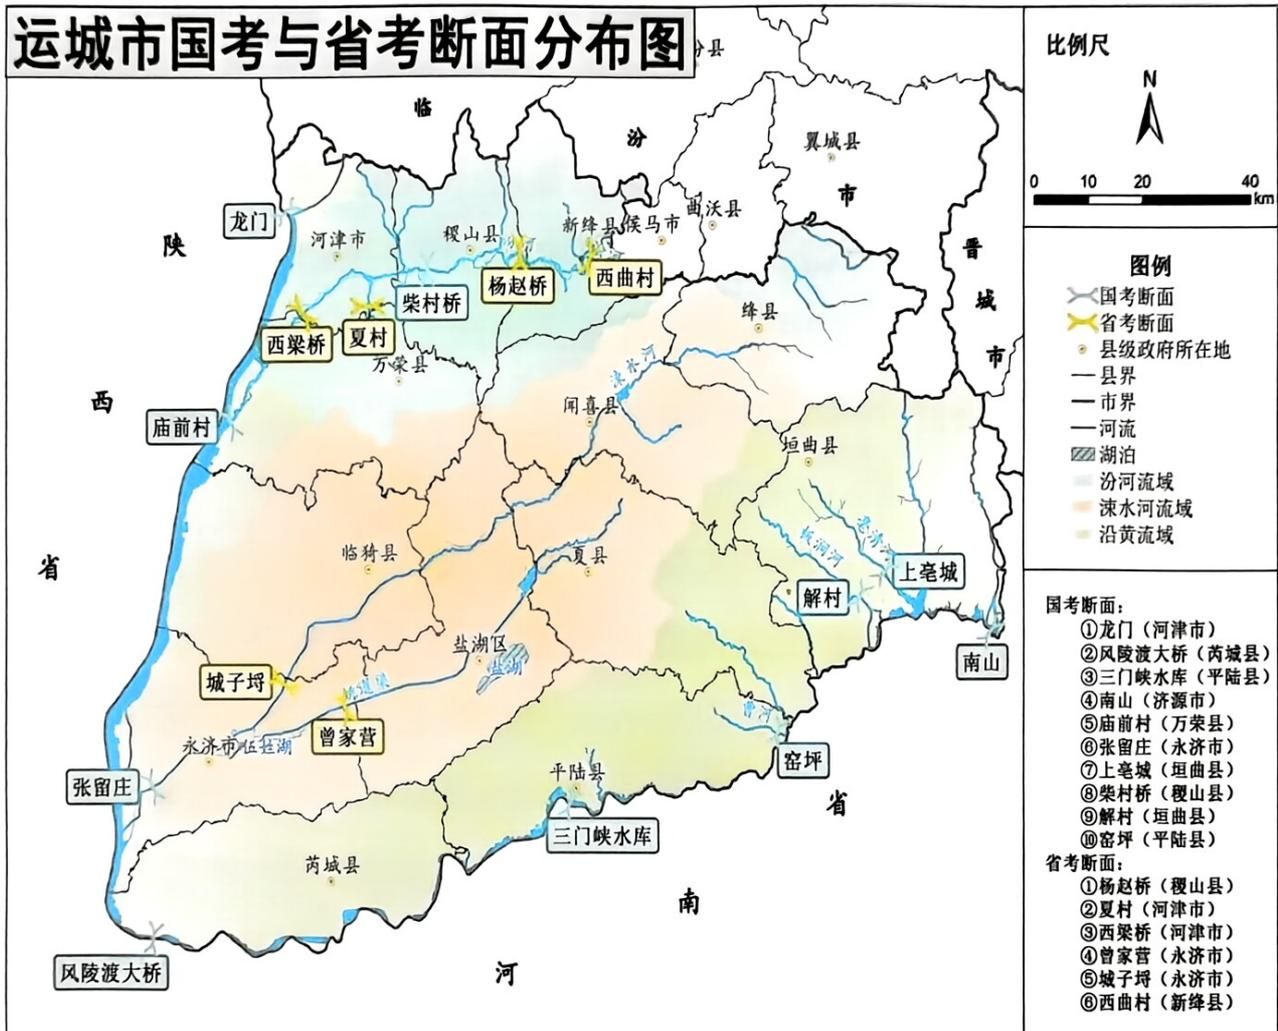 运城市国考与省考断面分布图
临
汾
市
翼城县
曲沃县
侯马市
新绛县
稷山县
河津市
龙门
陕
西
省
晋
城
市
杨赵桥
西曲村
柴村桥
西梁桥
夏村
万荣县
绛县
涑水河
闻喜县
庙前村
垣曲县
板涧河
临猗县
夏县
上亳城
解村
南山
盐湖区
盐湖
城子埒
曾家营
永济市
伍姓湖
曹河
窑坪
张留庄
平陆县
三门峡水库
省
芮城县
南
风陵渡大桥
河
比例尺
N
0 10 20 40
km
图例
国考断面
省考断面
县级政府所在地
县界
市界
河流
湖泊
汾河流域
涑水河流域
沿黄流域
国考断面：
①龙门（河津市）
②风陵渡大桥（芮城县）
③三门峡水库（平陆县）
④南山（济源市）
⑤庙前村（万荣县）
⑥张留庄（永济市）
⑦上亳城（垣曲县）
⑧柴村桥（稷山县）
⑨解村（垣曲县）
⑩窑坪（平陆县）
省考断面：
①杨赵桥（稷山县）
②夏村（河津市）
③西梁桥（河津市）
④曾家营（永济市）
⑤城子埒（永济市）
⑥西曲村（新绛县）